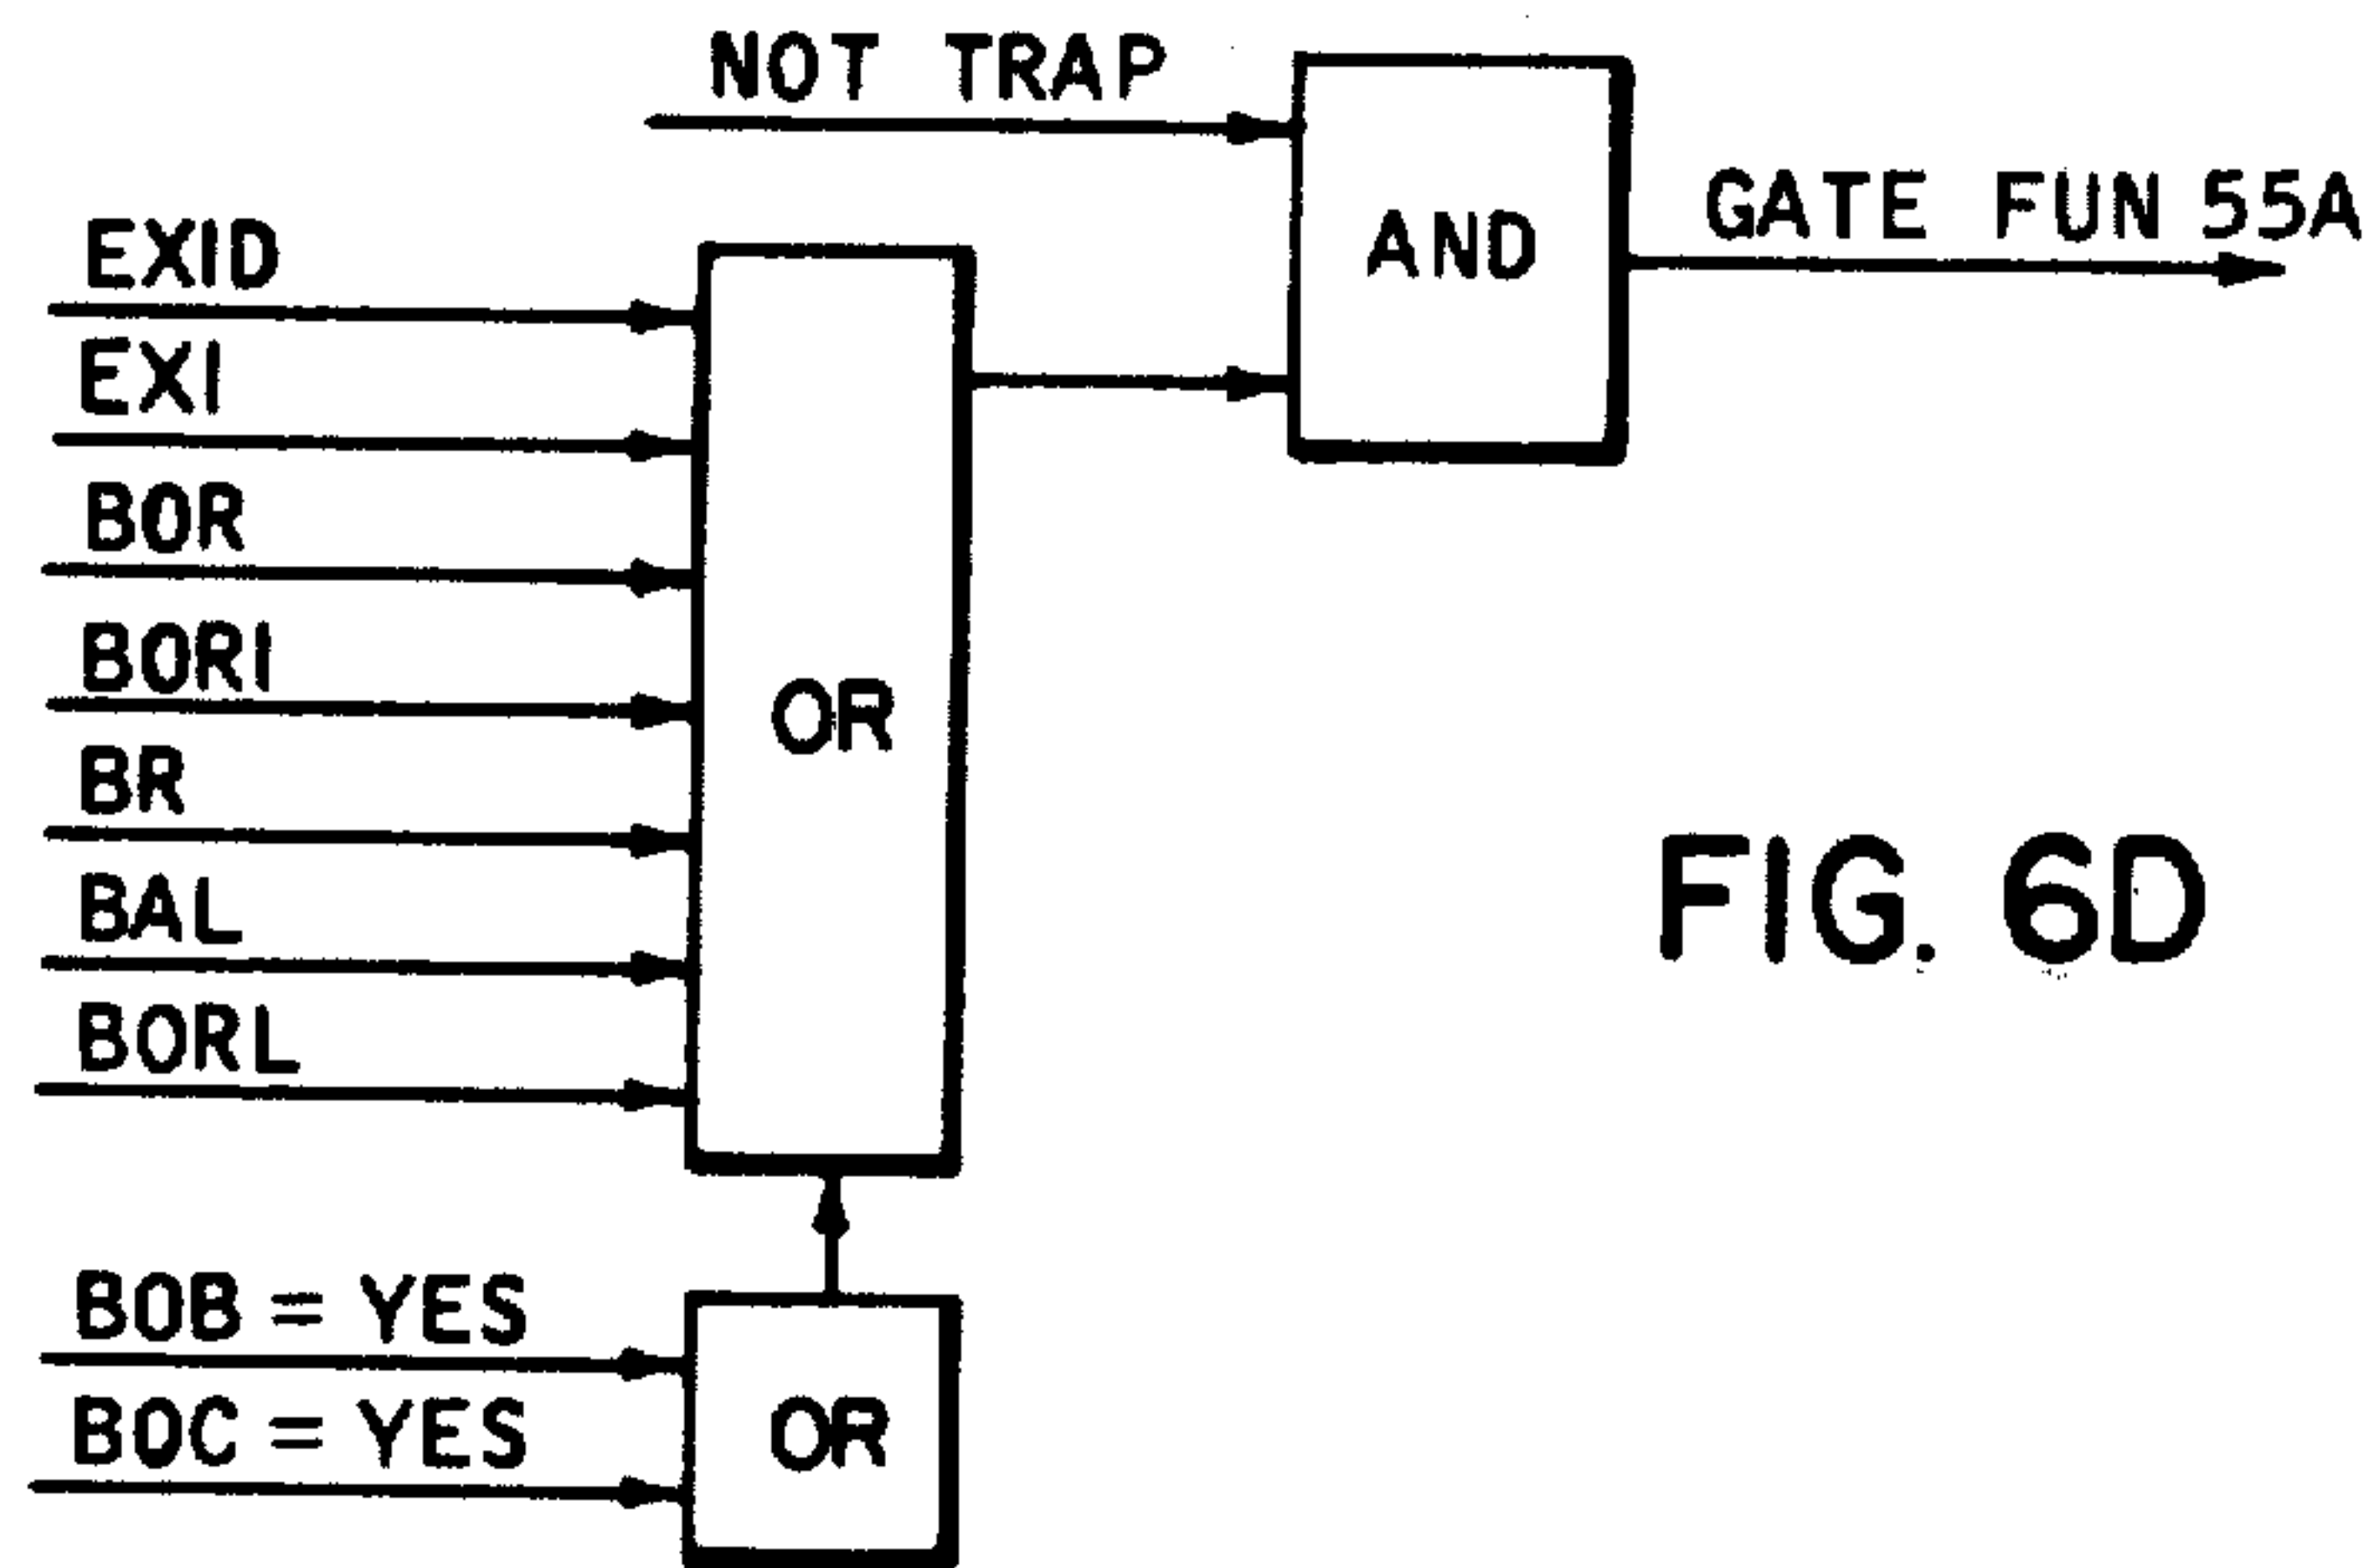 NOT TRAP
AND
GATE FUN 55A
EXID
EXI
BOR
BORI
OR
BR
BAL
BORL
FIG. 6D
BOB = YES
BOC = YES
OR